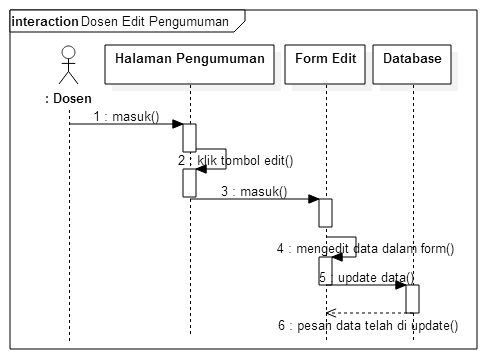 interaction Dosen Edit Pengumuman
Halaman Pengumuman
Form Edit
Database
: Dosen
1 : masuk()
2 : klik tombol edit()
3 : masuk()
4 : mengedit data dalam form()
5 : update data()
6 : pesan data telah di update()